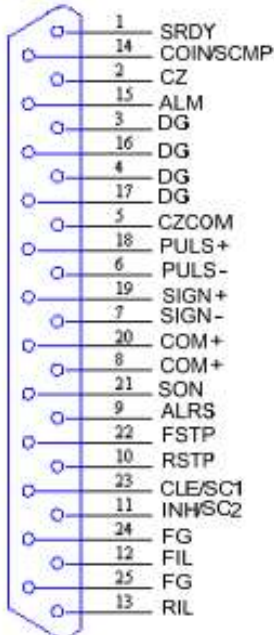 1 SRDY
14 COIN/SCMP
2 CZ
15 ALM
3 DG
16 DG
4 DG
17 DG
5 CZCOM
18 PULS+
6 PULS-
19 SIGN+
7 SIGN-
20 COM+
8 COM+
21 SON
9 ALRS
22 FSTP
10 RSTP
23 CLE/SC1
11 INH/SC2
24 FG
12 FIL
25 FG
13 RIL